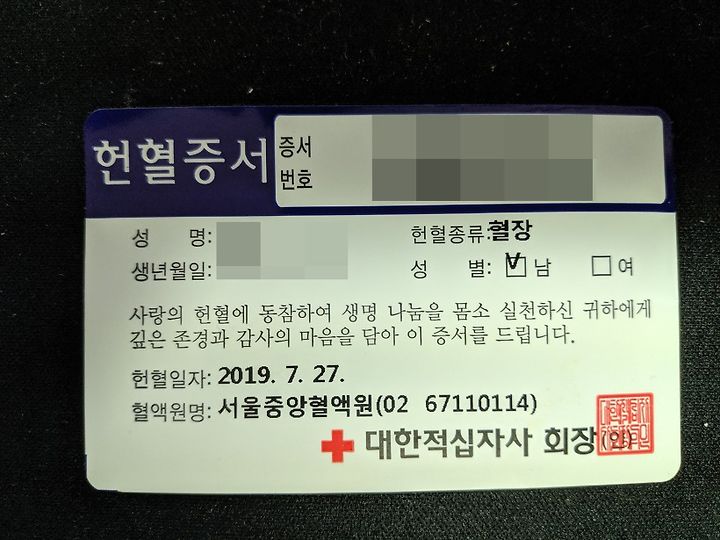 헌혈증서
증서
번호
성 명:
헌혈종류:혈장
생년월일:
성 별: ☑남 ☐여
사랑의 헌혈에 동참하여 생명 나눔을 몸소 실천하신 귀하에게
깊은 존경과 감사의 마음을 담아 이 증서를 드립니다.
헌혈일자: 2019. 7. 27.
혈액원명: 서울중앙혈액원(02 67110114)
대한적십자사 회장(인)